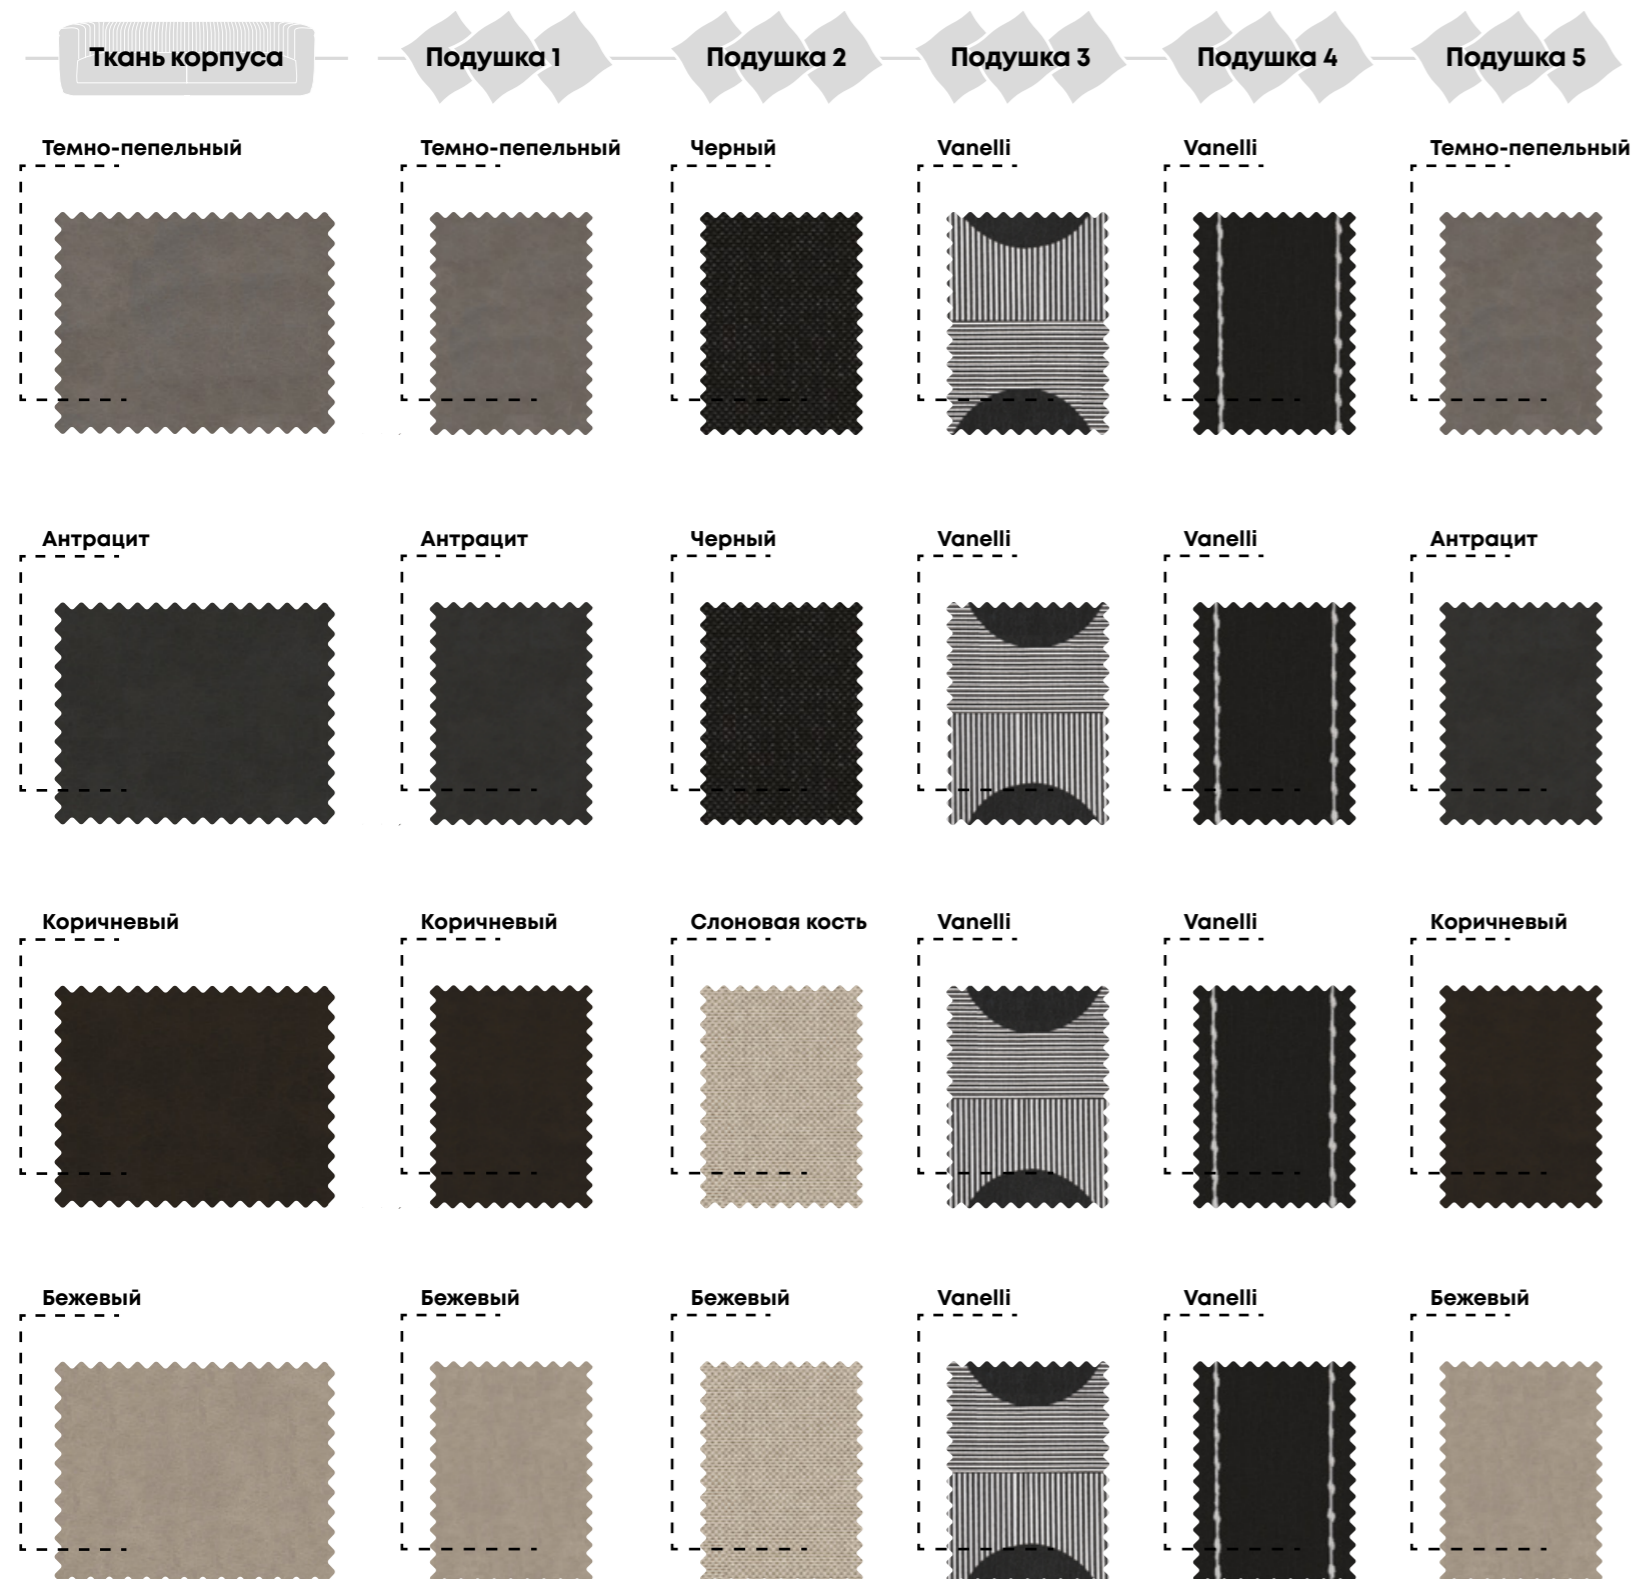 Ткань корпуса Подушка 1 Подушка 2 Подушка 3 Подушка 4 Подушка 5
Темно-пепельный Темно-пепельный Черный Vanelli Vanelli Темно-пепельный
Антрацит Антрацит Черный Vanelli Vanelli Антрацит
Коричневый Коричневый Слоновая кость Vanelli Vanelli Коричневый
Бежевый Бежевый Бежевый Vanelli Vanelli Бежевый